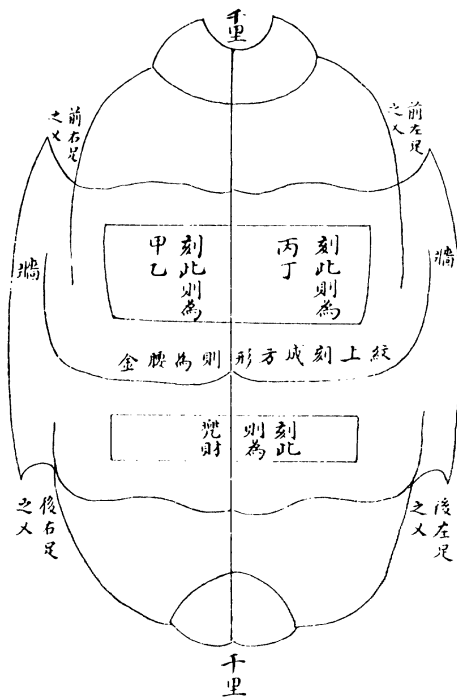 千里
前左足
之乂
前右足
之乂
牆
牆
刻此則為
丙丁
刻此則為
甲乙
紋上刻成方形則為腰金
刻此
則為
兜財
後左足
之乂
後右足
之乂
千里